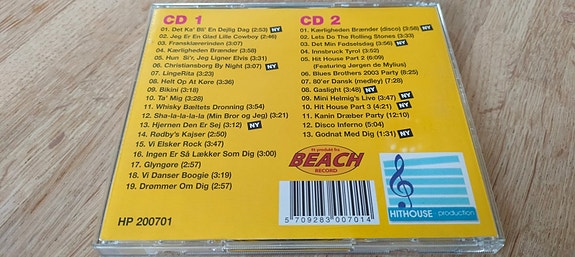 CD 1
01. Det Ka' Bli' En Dejlig Dag (2:53) NY
02. Jeg Er En Glad Lille Cowboy (2:46)
03. Fransklærerinden (3:07)
04. Kærligheden Brænder (3:58)
05. Hun Si'r, Jeg Ligner Elvis (3:31)
06. Christiansborg By Night (3:07) NY
07. LingeRita (3:23)
08. Helt Op At Køre (3:36)
09. Bikini (3:18)
10. Ta' Mig (3:28)
11. Whisky Bæltets Dronning (3:54)
12. Sha-la-la-la-la (Min Bror og Jeg) (3:21)
13. Hjernen Den Er Sej (3:12) NY
14. Rødby's Kajser (2:50)
15. Vi Elsker Rock (3:47)
16. Ingen Er Så Lækker Som Dig (3:00)
17. Glyngøre (2:57)
18. Vi Danser Boogie (3:19)
19. Drømmer Om Dig (2:57)
HP 200701
CD 2
01. Kærligheden Brænder (disco) (3:58) NY
02. Lets Do The Rolling Stones (3:33)
03. Det Min Fødselsdag (3:56) NY
04. Innsbruck Tyrol (3:52)
05. Hit House Part 2 (6:09)
(Featuring Jørgen de Mylius)
06. Blues Brothers 2003 Party (8:25)
07. 80'er Dansk (medley) (7:38)
08. Gaslight (3:48) NY
09. Mini Helmig's Live (3:47) NY
10. Hit House Part 3 (4:21) NY
11. Kanin Dræber Party (10:07)
12. Disco Inferno (5:04)
13. Godnat Med Dig (1:31) NY
Et produkt fra
BEACH
RECORD
5 709283 007014
HITHOUSE production